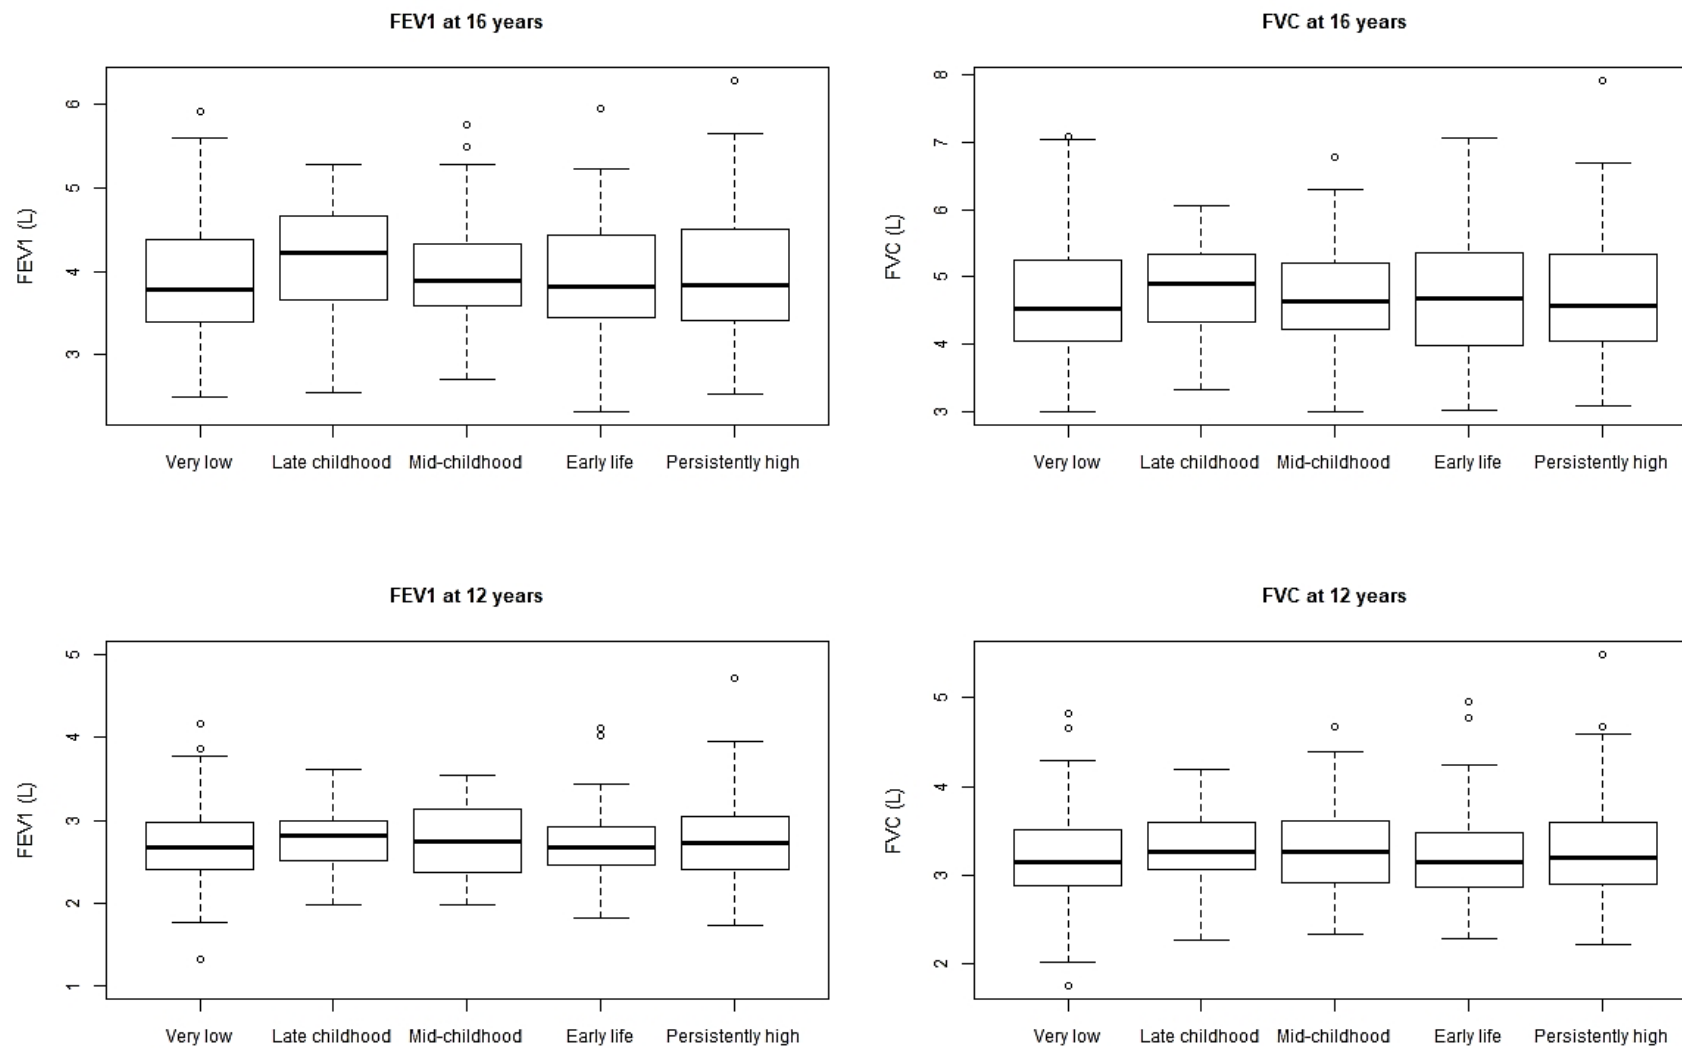 FEV1 at 16 years
FEV1 (L)
6
5
4
3
Very low Late childhood Mid-childhood Early life Persistently high
FVC at 16 years
FVC (L)
8
7
6
5
4
3
Very low Late childhood Mid-childhood Early life Persistently high
FEV1 at 12 years
FEV1 (L)
5
4
3
2
1
Very low Late childhood Mid-childhood Early life Persistently high
FVC at 12 years
FVC (L)
5
4
3
2
Very low Late childhood Mid-childhood Early life Persistently high